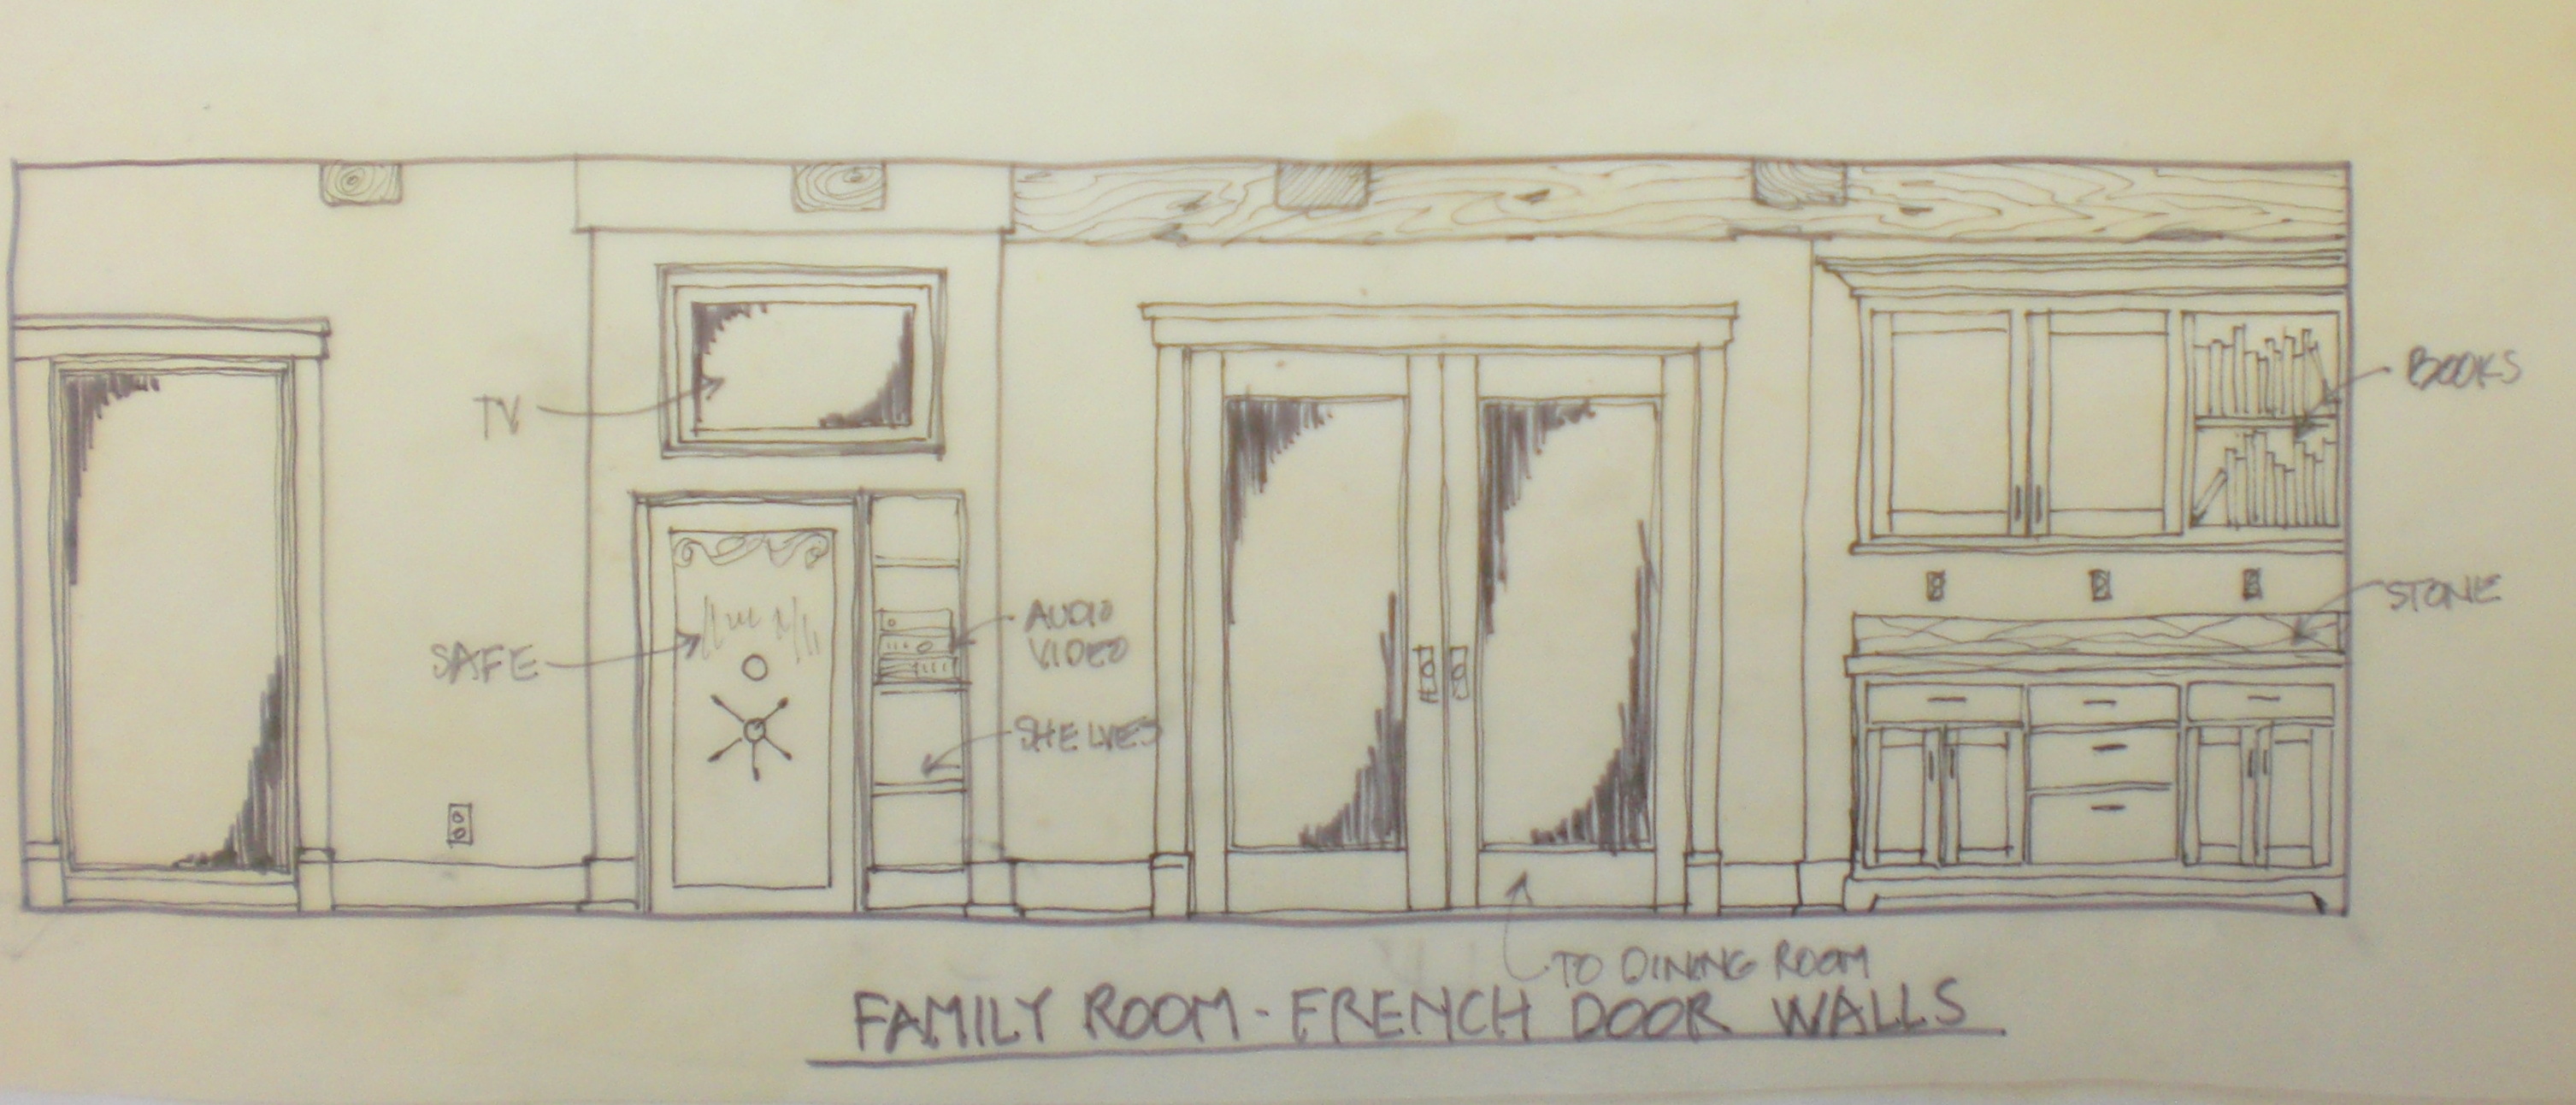 TV
BOOKS
SAFE
AUDIO
VIDEO
STONE
SHELVES
TO DINING ROOM
FAMILY ROOM - FRENCH DOOR WALLS